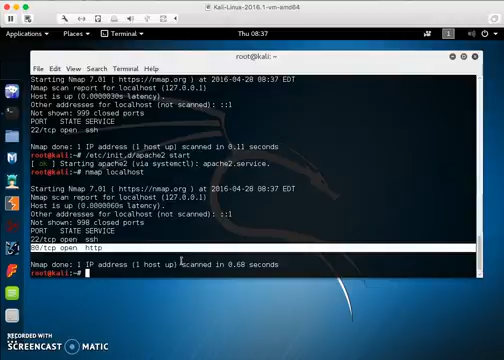 Kali-Linux-2016.1-vm-amd64
Applications Places Terminal Thu 08:37 1
root@kali: ~
File Edit View Search Terminal Help
Starting Nmap 7.01 ( https://nmap.org ) at 2016-04-28 08:37 EDT
Nmap scan report for localhost (127.0.0.1)
Host is up (0.0000030s latency).
Other addresses for localhost (not scanned): ::1
Not shown: 999 closed ports
PORT STATE SERVICE
22/tcp open ssh
Nmap done: 1 IP address (1 host up) scanned in 0.11 seconds
root@kali:~# /etc/init.d/apache2 start
[ ok ] Starting apache2 (via systemctl): apache2.service.
root@kali:~# nmap localhost
Starting Nmap 7.01 ( https://nmap.org ) at 2016-04-28 08:37 EDT
Nmap scan report for localhost (127.0.0.1)
Host is up (0.0000060s latency).
Other addresses for localhost (not scanned): ::1
Not shown: 998 closed ports
PORT STATE SERVICE
22/tcp open ssh
80/tcp open http
Nmap done: 1 IP address (1 host up) scanned in 0.68 seconds
root@kali:~#
RECORDED WITH
SCREENCAST MATIC